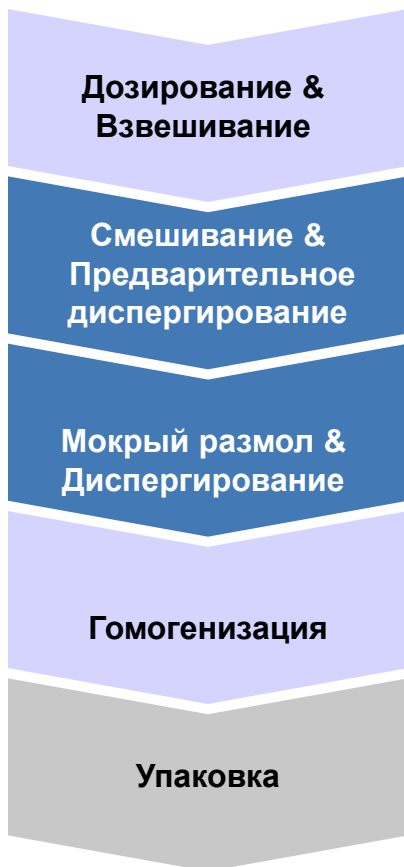 Дозирование &
Взвешивание
Смешивание &
Предварительное
диспергирование
Мокрый размол &
Диспергирование
Гомогенизация
Упаковка